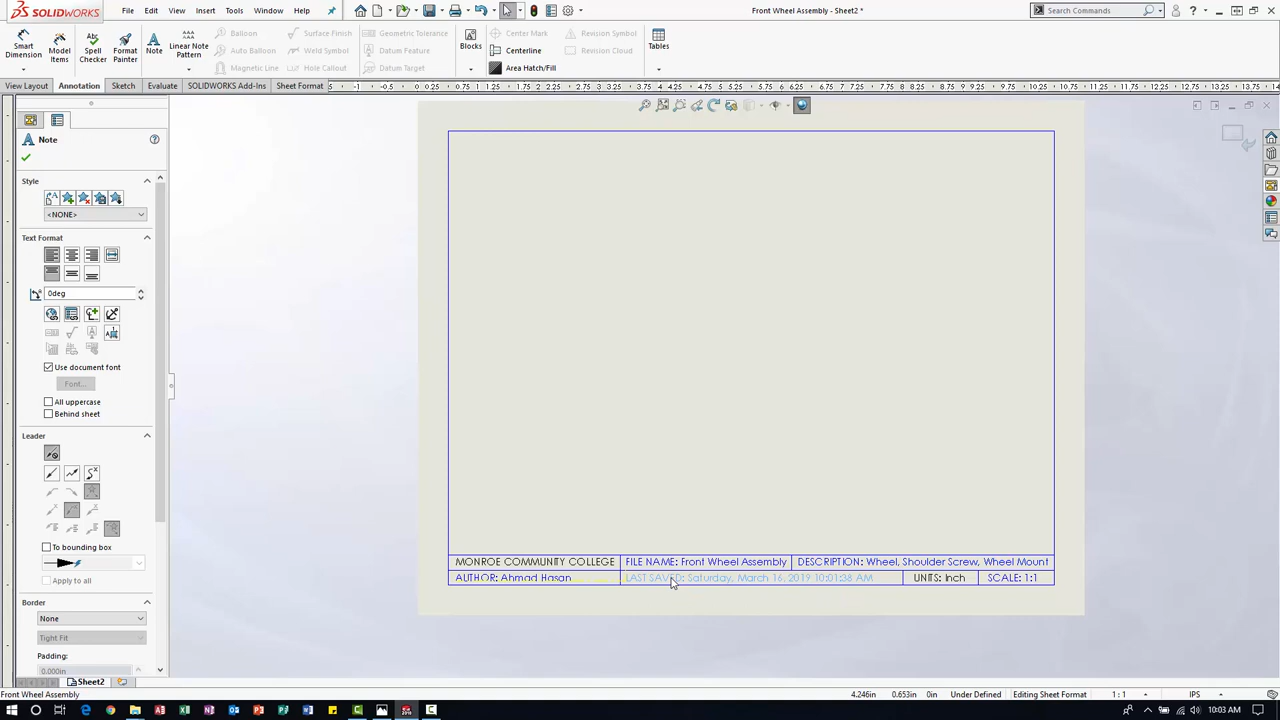 SOLIDWORKS
File Edit View Insert Tools Window Help
Front Wheel Assembly - Sheet2 *
Search Commands
Smart Dimension
Model Items
Spell Checker
Format Painter
Note
Linear Note Pattern
Balloon
Auto Balloon
Magnetic Line
Surface Finish
Weld Symbol
Hole Callout
Geometric Tolerance
Datum Feature
Datum Target
Blocks
Center Mark
Centerline
Area Hatch/Fill
Revision Symbol
Revision Cloud
Tables
View Layout Annotation Sketch Evaluate SOLIDWORKS Add-Ins Sheet Format
Note
Style
<NONE>
Text Format
0deg
Use document font
Font...
All uppercase
Behind sheet
Leader
To bounding box
Apply to all
Border
None
Tight Fit
Padding:
0.000in
MONROE COMMUNITY COLLEGE FILE NAME: Front Wheel Assembly DESCRIPTION: Wheel, Shoulder Screw, Wheel Mount
AUTHOR: Ahmad Hasan LAST SAVED: Saturday, March 16, 2019 10:01:38 AM UNITS: Inch SCALE: 1:1
Sheet2
Front Wheel Assembly 4.246in 0.653in 0in Under Defined Editing Sheet Format 1 : 1 IPS
10:03 AM